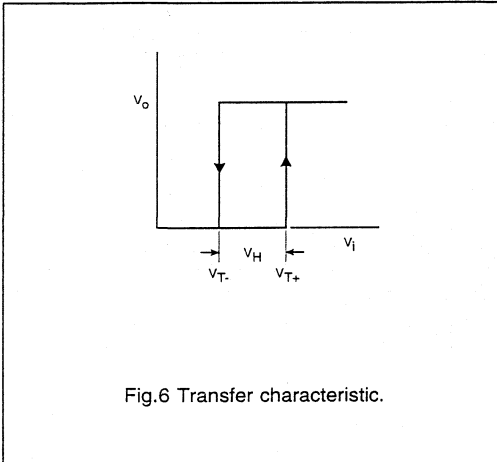 Vo
Vi
VH
VT- VT+
Fig.6 Transfer characteristic.